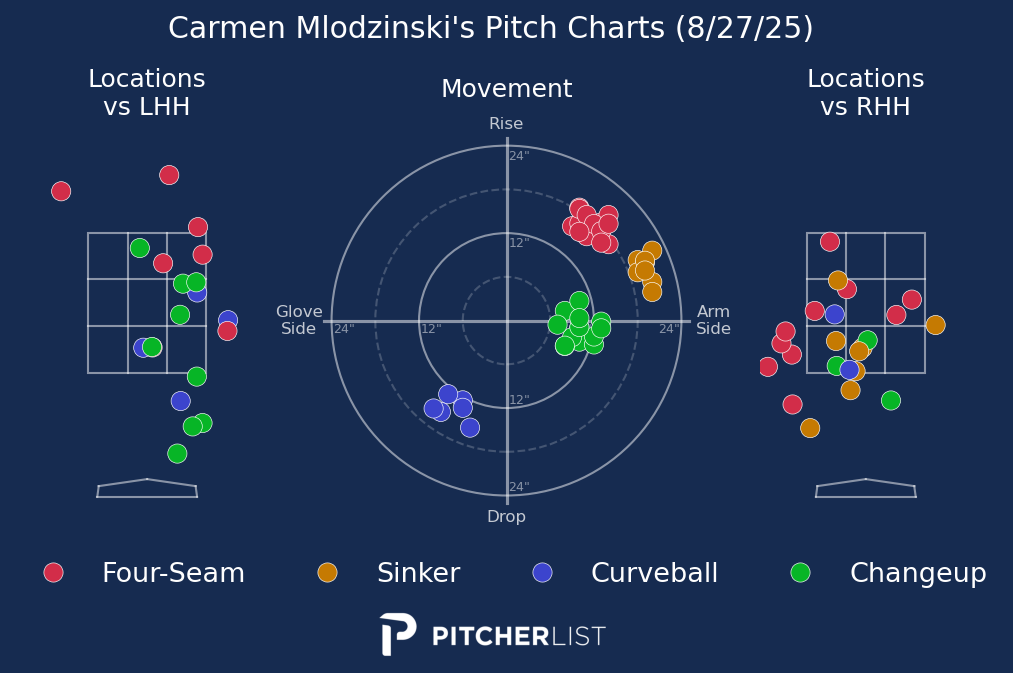 Carmen Mlodzinski's Pitch Charts (8/27/25)
Locations
vs LHH
Movement
Locations
vs RHH
Rise
24"
12"
Glove
Side
24"
12"
24"
Arm
Side
12"
24"
Drop
Four-Seam
Sinker
Curveball
Changeup
PITCHERLIST